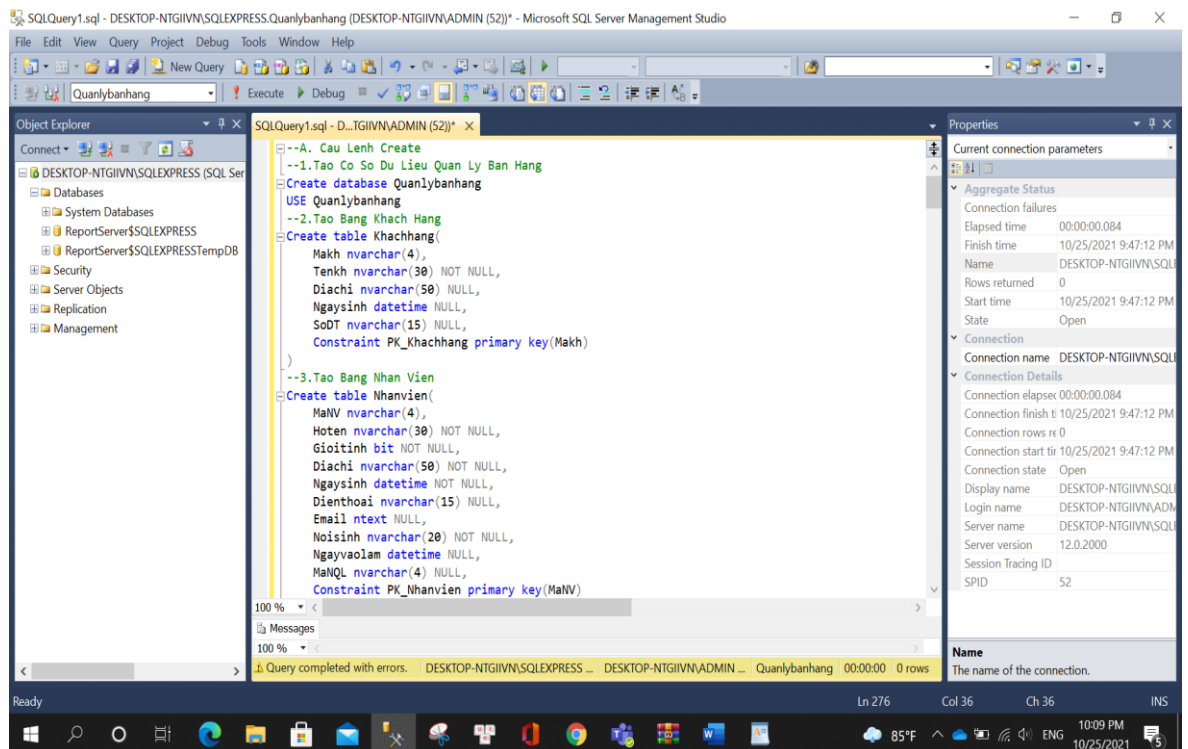 SQLQuery1.sql - DESKTOP-NTGIIVN\SQLEXPRESS.Quanlybanhang (DESKTOP-NTGIIVN\ADMIN (52))* - Microsoft SQL Server Management Studio
File Edit View Query Project Debug Tools Window Help
New Query
Quanlybanhang
Execute Debug
Object Explorer
Connect
DESKTOP-NTGIIVN\SQLEXPRESS (SQL Ser
Databases
System Databases
ReportServer$SQLEXPRESS
ReportServer$SQLEXPRESSTempDB
Security
Server Objects
Replication
Management
SQLQuery1.sql - D...TGIIVN\ADMIN (52))*
--A. Cau Lenh Create
--1.Tao Co So Du Lieu Quan Ly Ban Hang
Create database Quanlybanhang
USE Quanlybanhang
--2.Tao Bang Khach Hang
Create table Khachhang(
Makh nvarchar(4),
Tenkh nvarchar(30) NOT NULL,
Diachi nvarchar(50) NULL,
Ngaysinh datetime NULL,
SoDT nvarchar(15) NULL,
Constraint PK_Khachhang primary key(Makh)
)
--3.Tao Bang Nhan Vien
Create table Nhanvien(
MaNV nvarchar(4),
Hoten nvarchar(30) NOT NULL,
Gioitinh bit NOT NULL,
Diachi nvarchar(50) NOT NULL,
Ngaysinh datetime NOT NULL,
Dienthoai nvarchar(15) NULL,
Email ntext NULL,
Noisinh nvarchar(20) NOT NULL,
Ngayvaolam datetime NULL,
MaNQL nvarchar(4) NULL,
Constraint PK_Nhanvien primary key(MaNV)
100 %
Messages
100 %
Query completed with errors. DESKTOP-NTGIIVN\SQLEXPRESS ... DESKTOP-NTGIIVN\ADMIN ... Quanlybanhang 00:00:00 0 rows
Properties
Current connection parameters
Aggregate Status
Connection failures
Elapsed time 00:00:00.084
Finish time 10/25/2021 9:47:12 PM
Name DESKTOP-NTGIIVN\SQLE
Rows returned 0
Start time 10/25/2021 9:47:12 PM
State Open
Connection
Connection name DESKTOP-NTGIIVN\SQLE
Connection Details
Connection elapsec 00:00:00.084
Connection finish ti 10/25/2021 9:47:12 PM
Connection rows re 0
Connection start tir 10/25/2021 9:47:12 PM
Connection state Open
Display name DESKTOP-NTGIIVN\SQLE
Login name DESKTOP-NTGIIVN\ADM
Server name DESKTOP-NTGIIVN\SQLE
Server version 12.0.2000
Session Tracing ID
SPID 52
Name
The name of the connection.
Ready Ln 276 Col 36 Ch 36 INS
85°F ENG 10:09 PM
10/25/2021